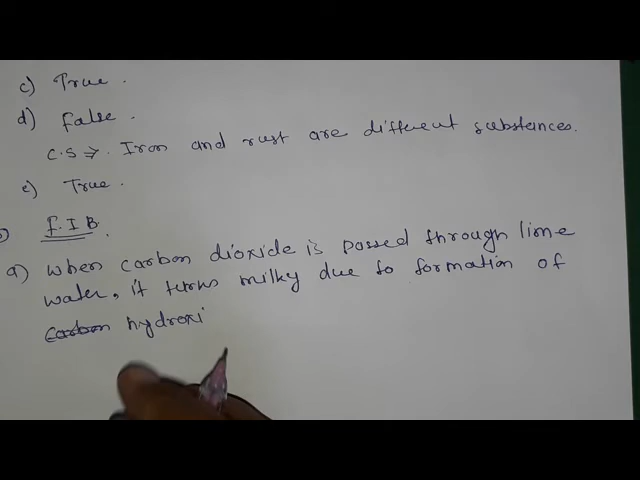 c) True.
d) false.
C.S ⇒. Iron and rust are different substances.
e) True.
F.I.B.
a) When carbon dioxide is passed through lime
water, it turns milky due to formation of
carbon hydroxi